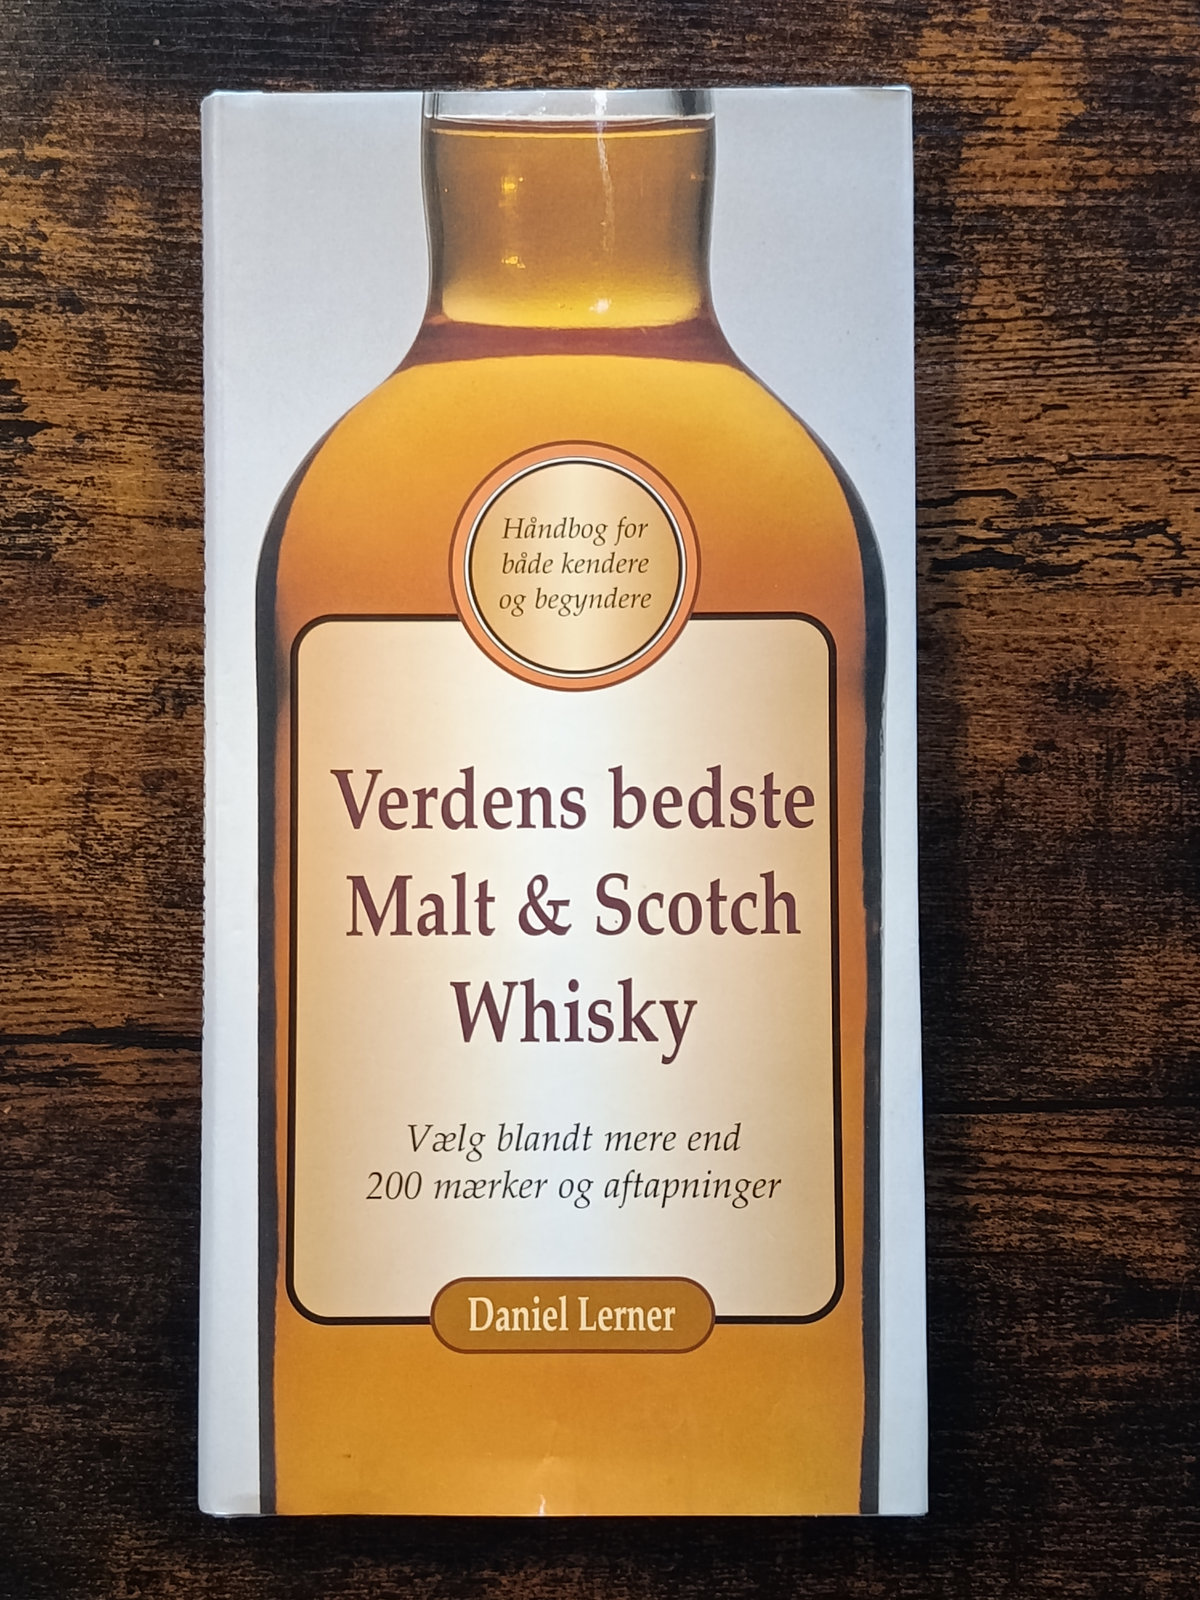 Håndbog for
både kendere
og begyndere
Verdens bedste
Malt & Scotch
Whisky
Vælg blandt mere end
200 mærker og aftapninger
Daniel Lerner